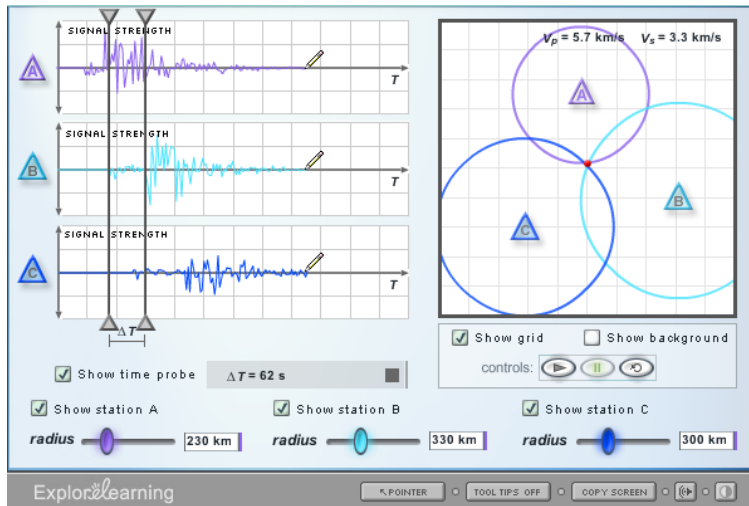 SIGNAL STRENGTH
A
T
SIGNAL STRENGTH
B
T
SIGNAL STRENGTH
C
T
ΔT
Show time probe
ΔT = 62 s
Vp = 5.7 km/s Vs = 3.3 km/s
A
B
C
Show grid Show background
controls:
Show station A Show station B Show station C
radius 230 km radius 330 km radius 300 km
ExploreLearning POINTER TOOL TIPS OFF COPY SCREEN